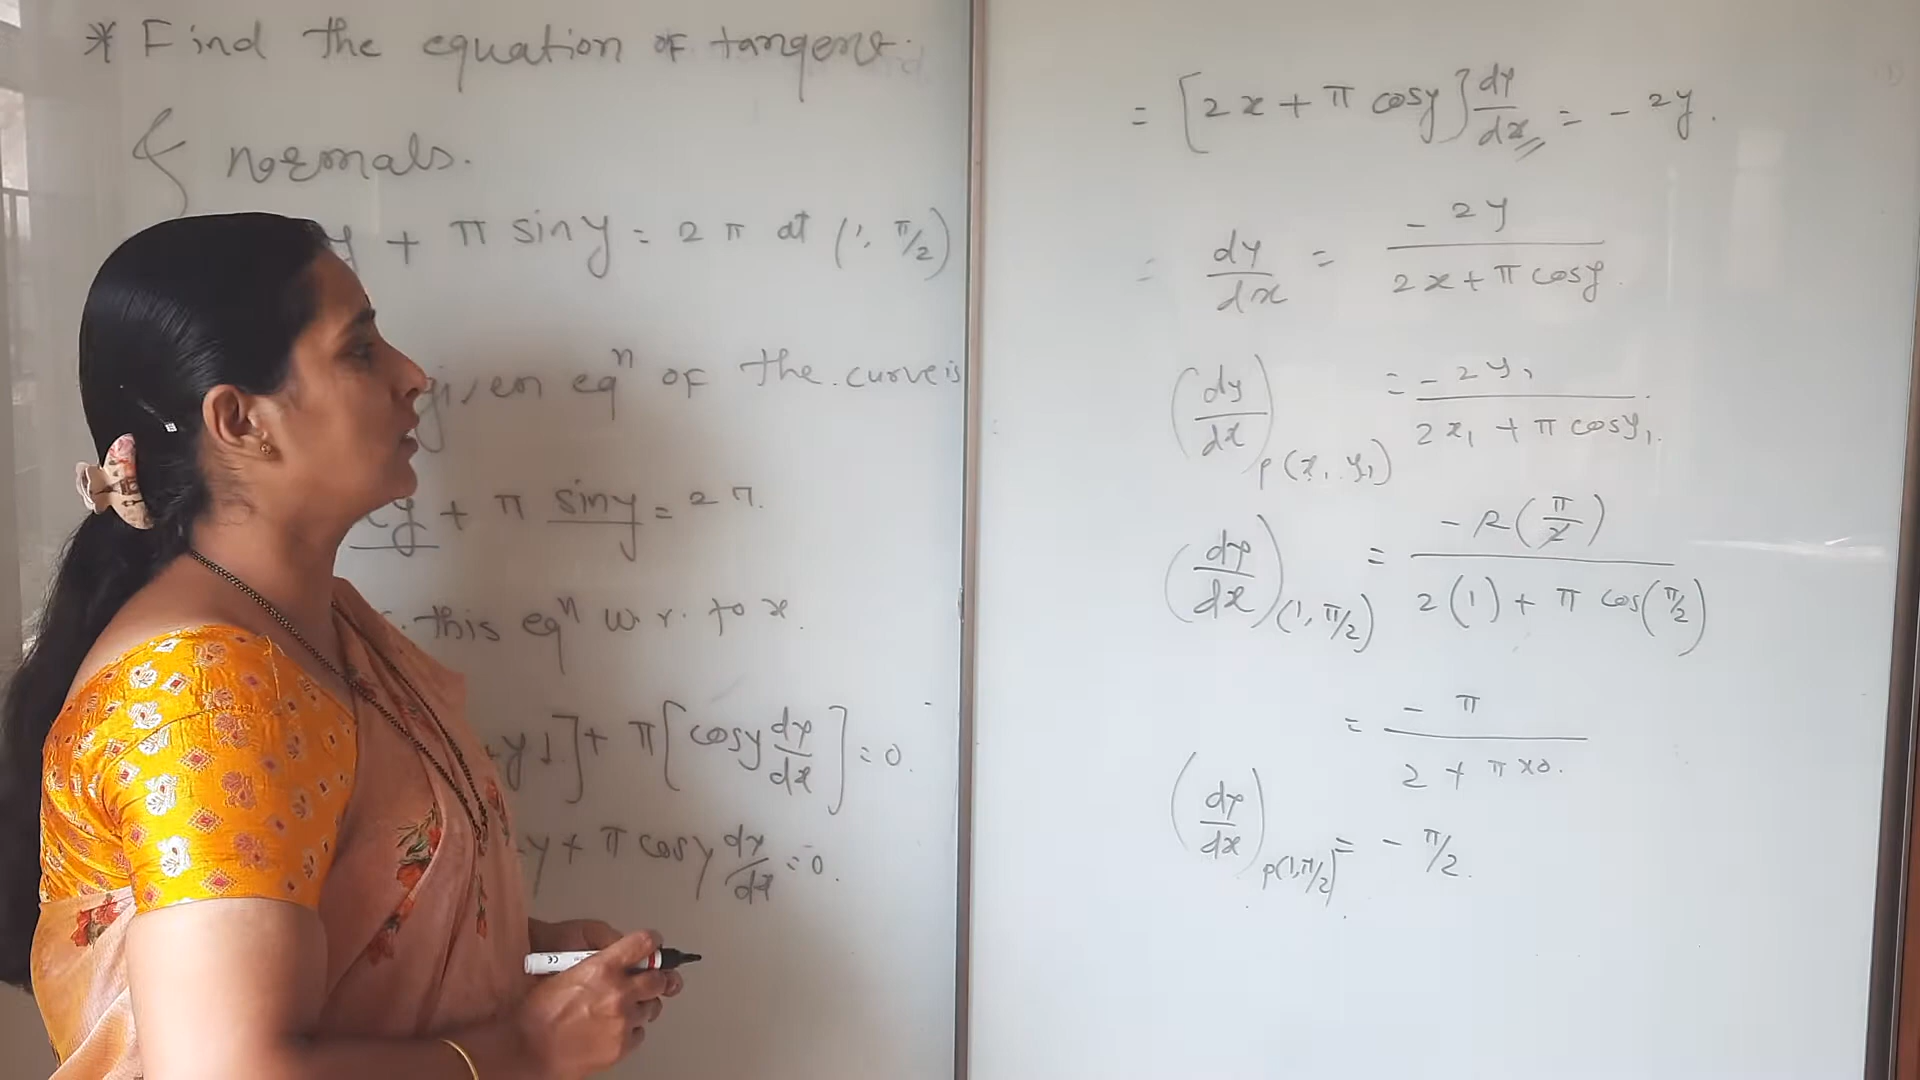 * Find the equation of tangent
& normals.
y + π sin y = 2π at (1, π/2)
given eqⁿ of the curve is
y + π sin y = 2π.
this eqⁿ w. r. to x.
y 1] + π[cos y dy/dx] = 0.
y + π cos y dy/dx = 0.
= [2x + π cos y] dy/dx = - 2y.
= dy/dx = - 2y / 2x + π cos y.
(dy/dx) P(x₁, y₁) = - 2y₁ / 2x₁ + π cos y₁.
(dy/dx) (1, π/2) = - 2(π/2) / 2(1) + π cos(π/2)
= - π / 2 + π x 0.
(dy/dx) P(1, π/2) = - π/2.